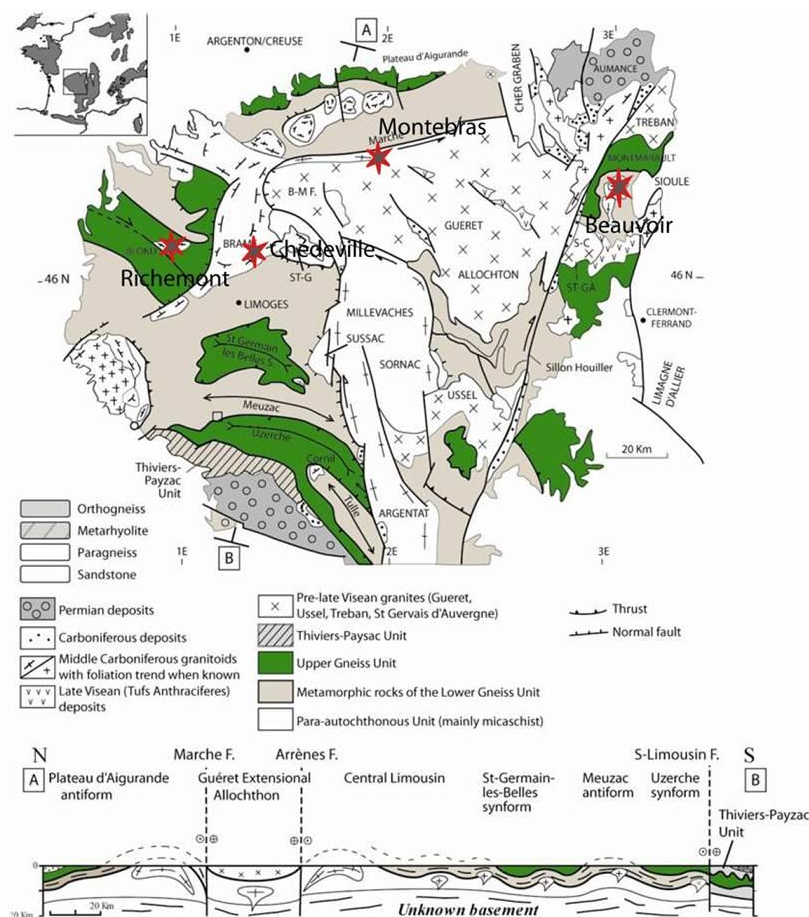 A
1E
2E
3E
ARGENTON/CREUSE
Plateau d'Aigurande
CHER GRABEN
AUMANCE
TREBAN
Marche
Montebras
MONTMARAULT
SIOULE
B-M F.
GUERET
Beauvoir
BLOND
BRAM
Chédeville
S-C
Richemont
ST-G
ALLOCHTON
46 N
46 N
ST GA
LIMOGES
MILLEVACHES
CLERMONT-
FERRAND
SUSSAC
St Germain
les Belles S.
SORNAC
Sillon Houiller
LIMAGNE
D'ALLIER
Meuzac
USSEL
Uzerche
20 Km
Cornil
Thiviers-
Payzac
Unit
Tulle
ARGENTAT
B
1E
2E
3E
Orthogneiss
Metarhyolite
Paragneiss
Sandstone
Permian deposits
Carboniferous deposits
Middle Carboniferous granitoids
with foliation trend when known
Late Visean (Tufs Anthraciferes)
deposits
Pre-late Visean granites (Gueret,
Ussel, Treban, St Gervais d'Auvergne)
Thiviers-Paysac Unit
Upper Gneiss Unit
Metamorphic rocks of the Lower Gneiss Unit
Para-autochthonous Unit (mainly micaschist)
Thrust
Normal fault
N
Marche F.
Arrènes F.
S-Limousin F.
S
A
Plateau d'Aigurande
antiform
Guéret Extensional
Allochthon
Central Limousin
St-Germain-
les-Belles
synform
Meuzac
antiform
Uzerche
synform
B
Thiviers-Payzac
Unit
0
20 Km
20 Km
Unknown basement